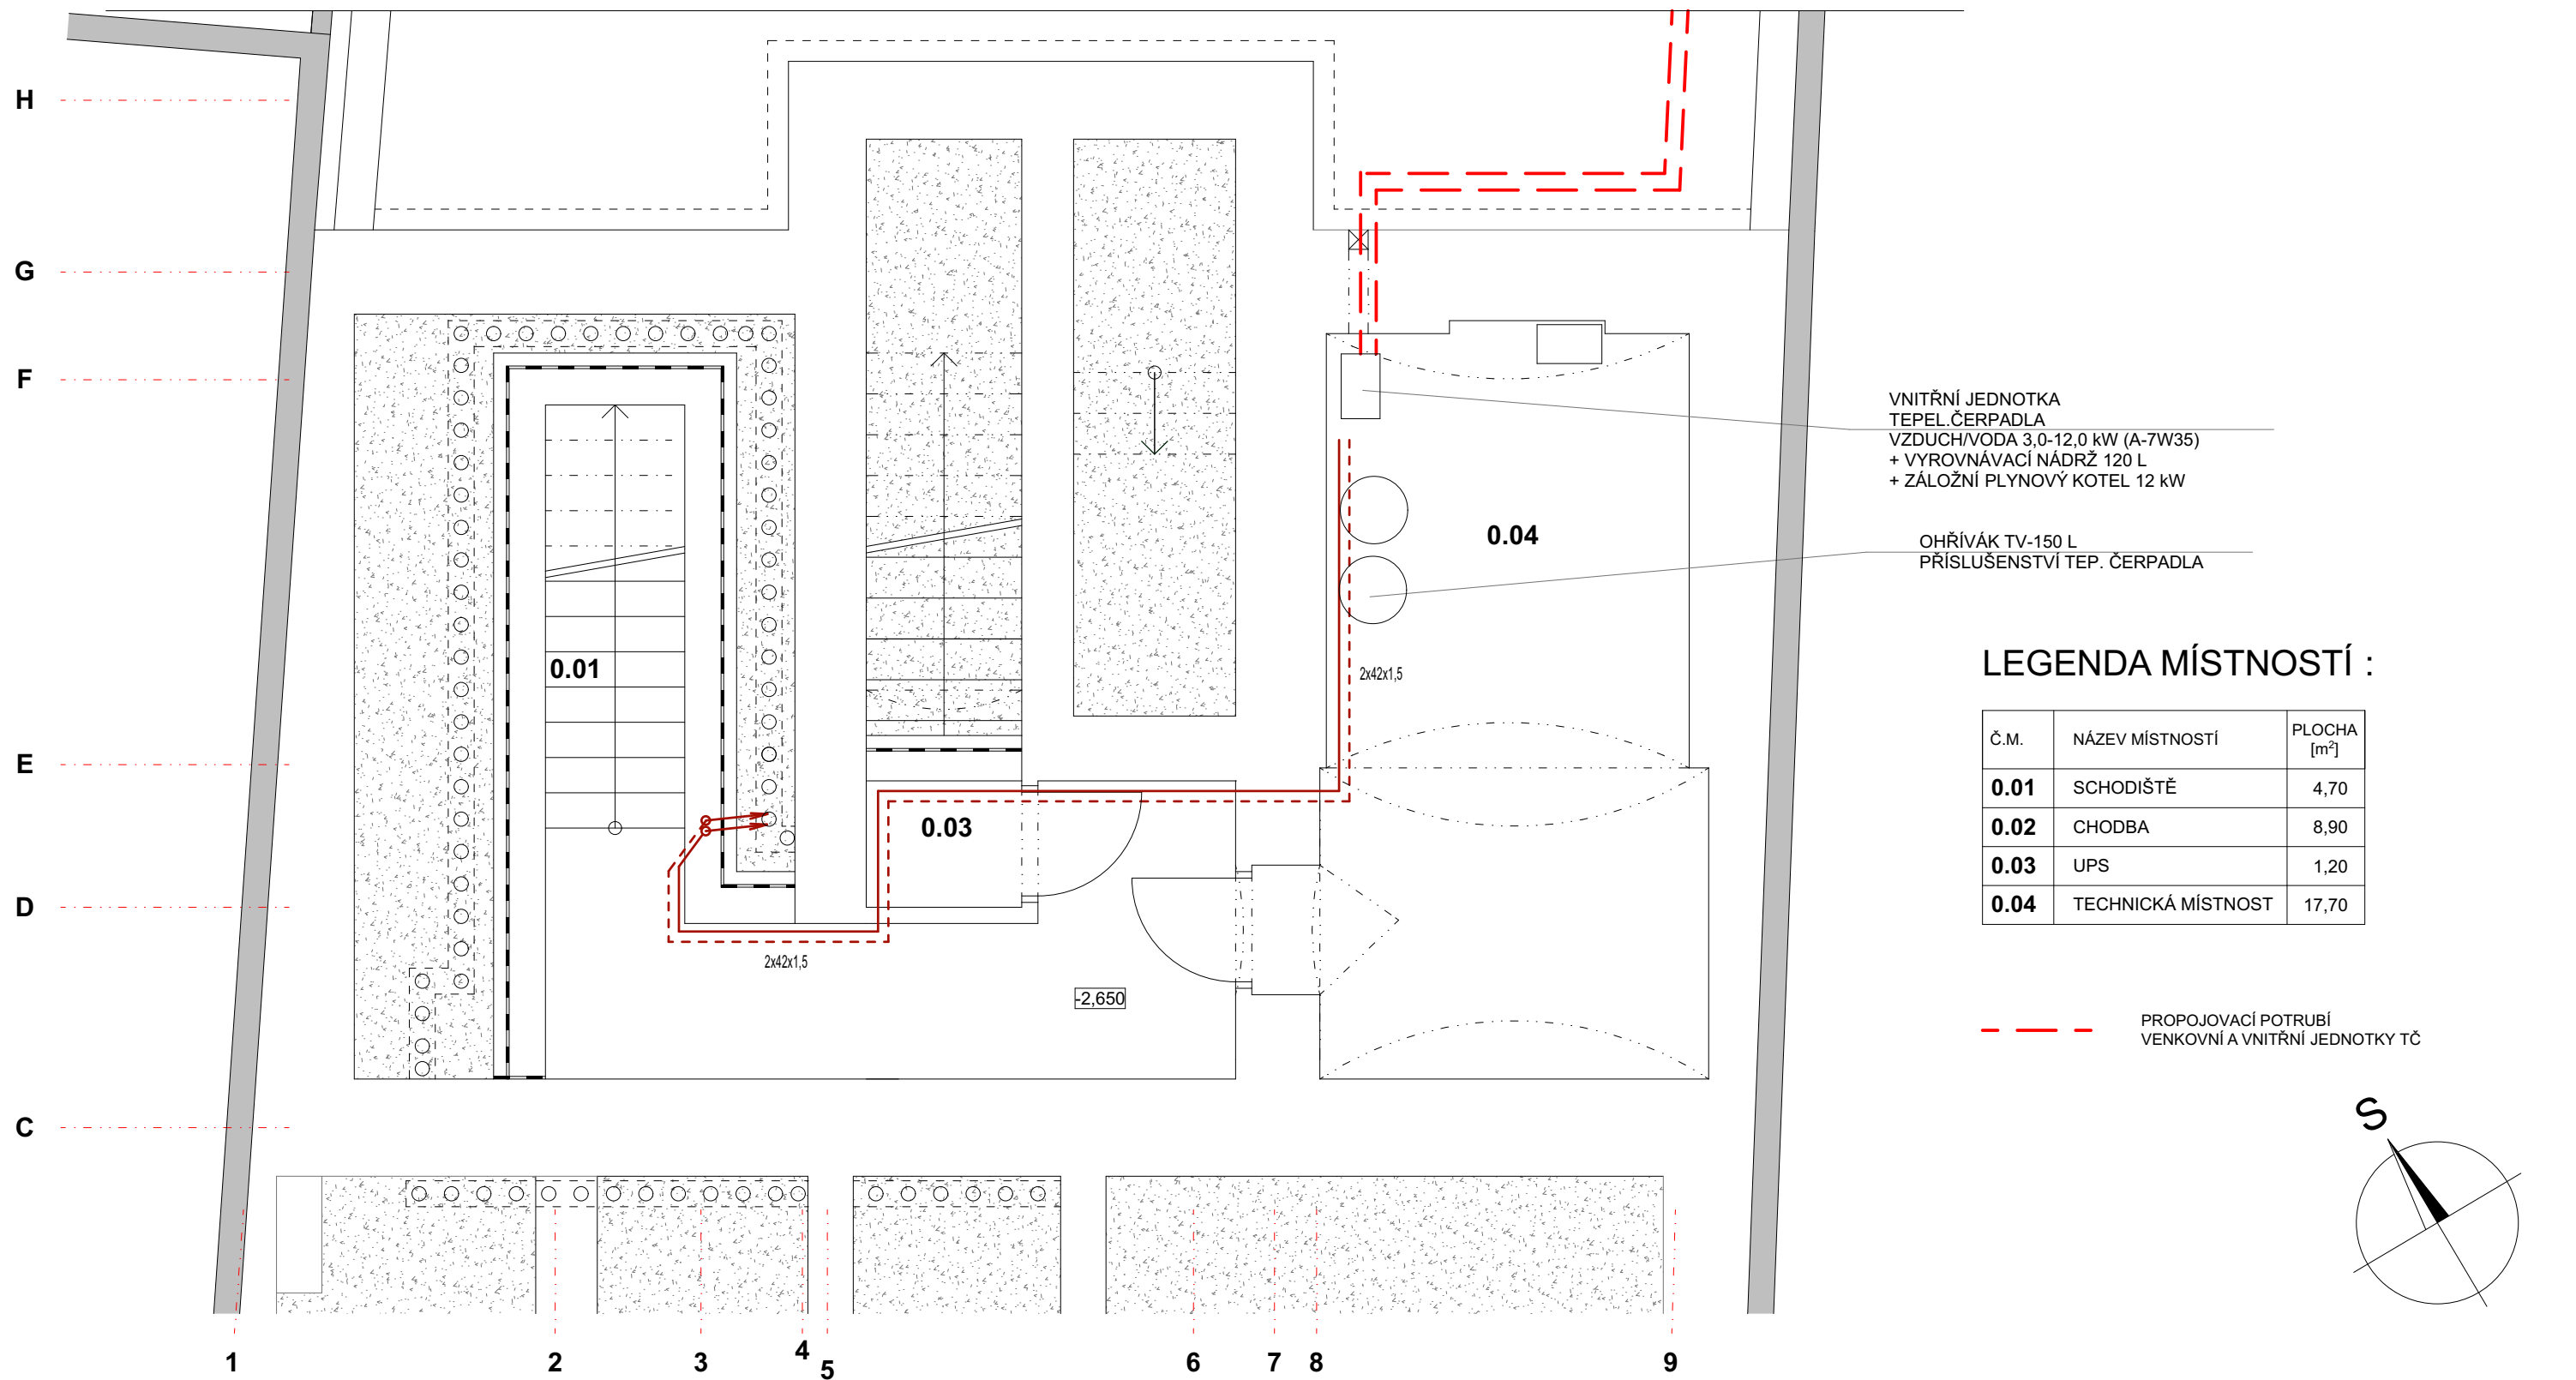 H
G
F
E
D
C
VNITŘNÍ JEDNOTKA
TEPEL.ČERPADLA
VZDUCH/VODA 3,0-12,0 kW (A-7W35)
+ VYROVNÁVACÍ NÁDRŽ 120 L
+ ZÁLOŽNÍ PLYNOVÝ KOTEL 12 kW
0.04
OHŘÍVÁK TV-150 L
PŘÍSLUŠENSTVÍ TEP. ČERPADLA
0.01
2x42x1,5
0.03
2x42x1,5
-2,650
LEGENDA MÍSTNOSTÍ :
Č.M. NÁZEV MÍSTNOSTÍ PLOCHA [m²]
0.01 SCHODIŠTĚ 4,70
0.02 CHODBA 8,90
0.03 UPS 1,20
0.04 TECHNICKÁ MÍSTNOST 17,70
PROPOJOVACÍ POTRUBÍ
VENKOVNÍ A VNITŘNÍ JEDNOTKY TČ
S
1 2 3 4 5 6 7 8 9